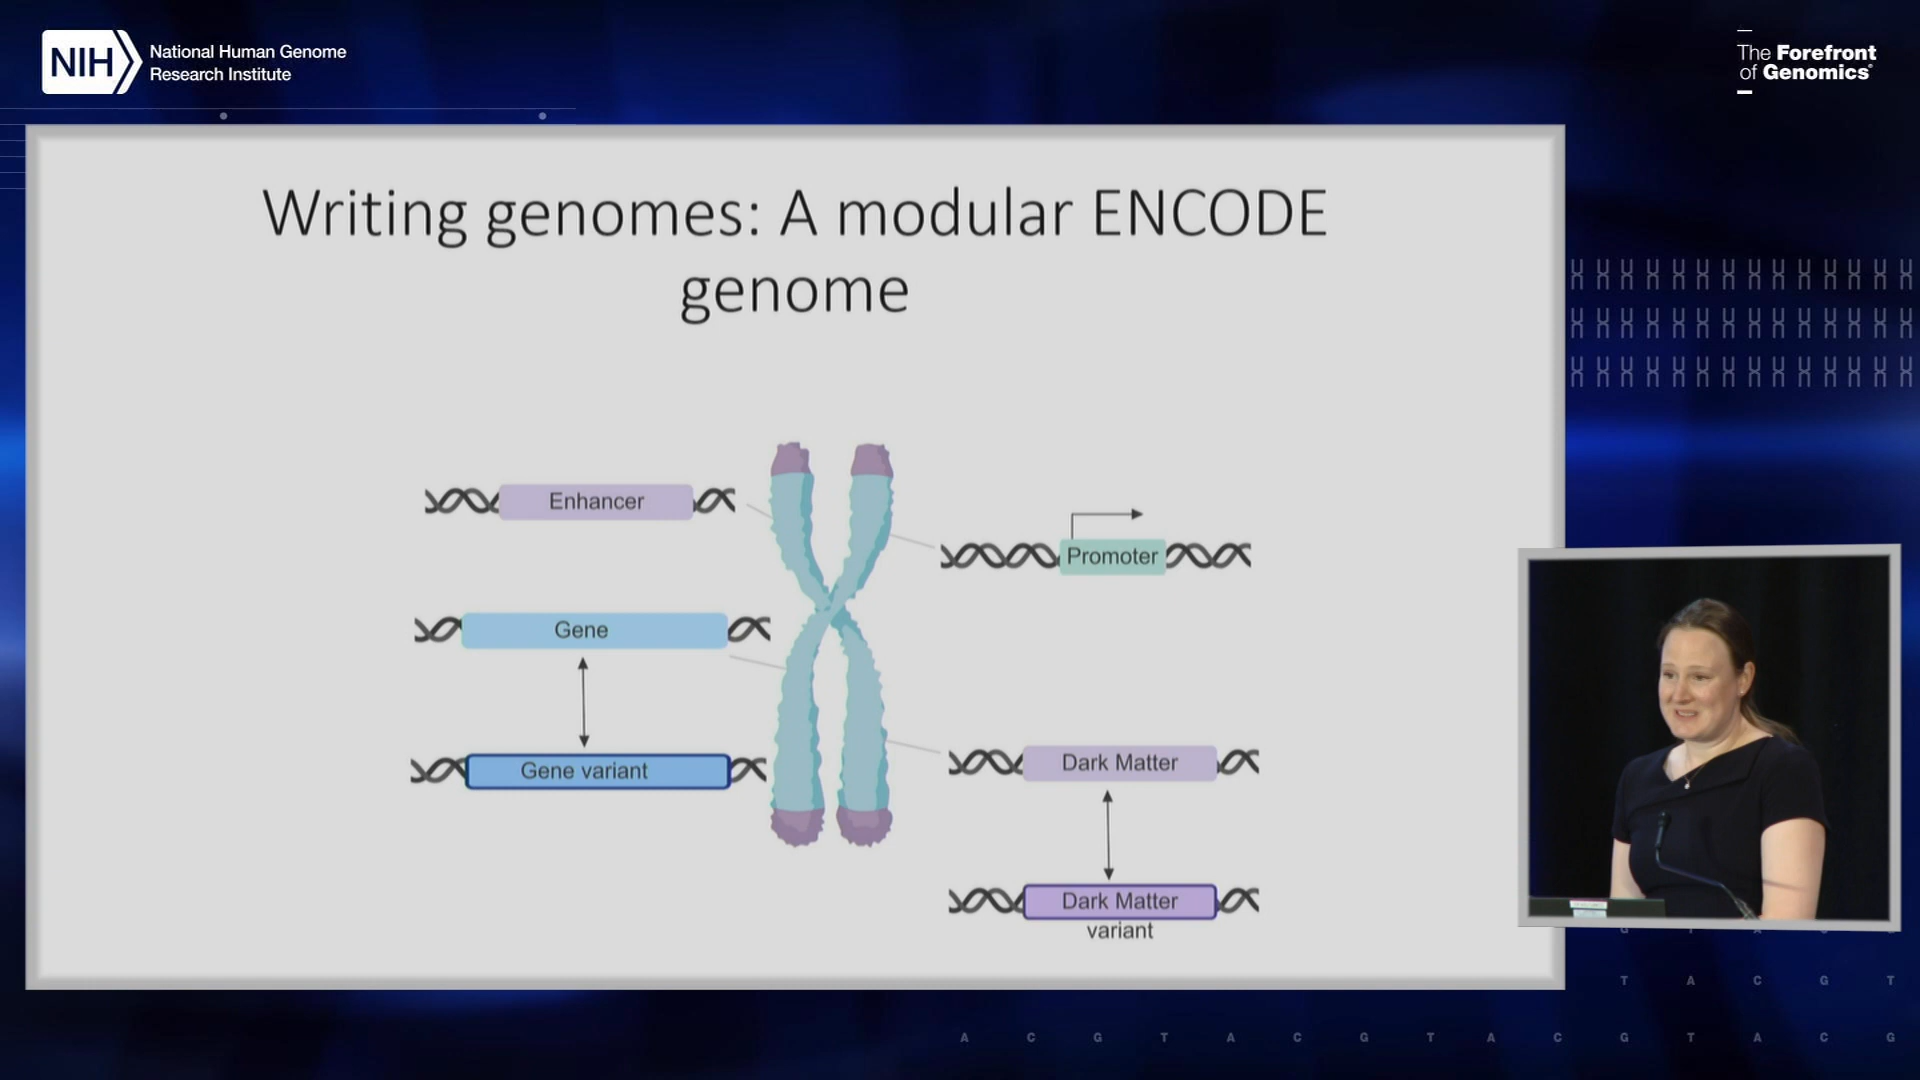 NIH
National Human Genome
Research Institute
The Forefront
of Genomics®
Writing genomes: A modular ENCODE
genome
Enhancer
Promoter
Gene
Gene variant
Dark Matter
Dark Matter
variant
T A C G T
A C G T A C G T A C G T A C G